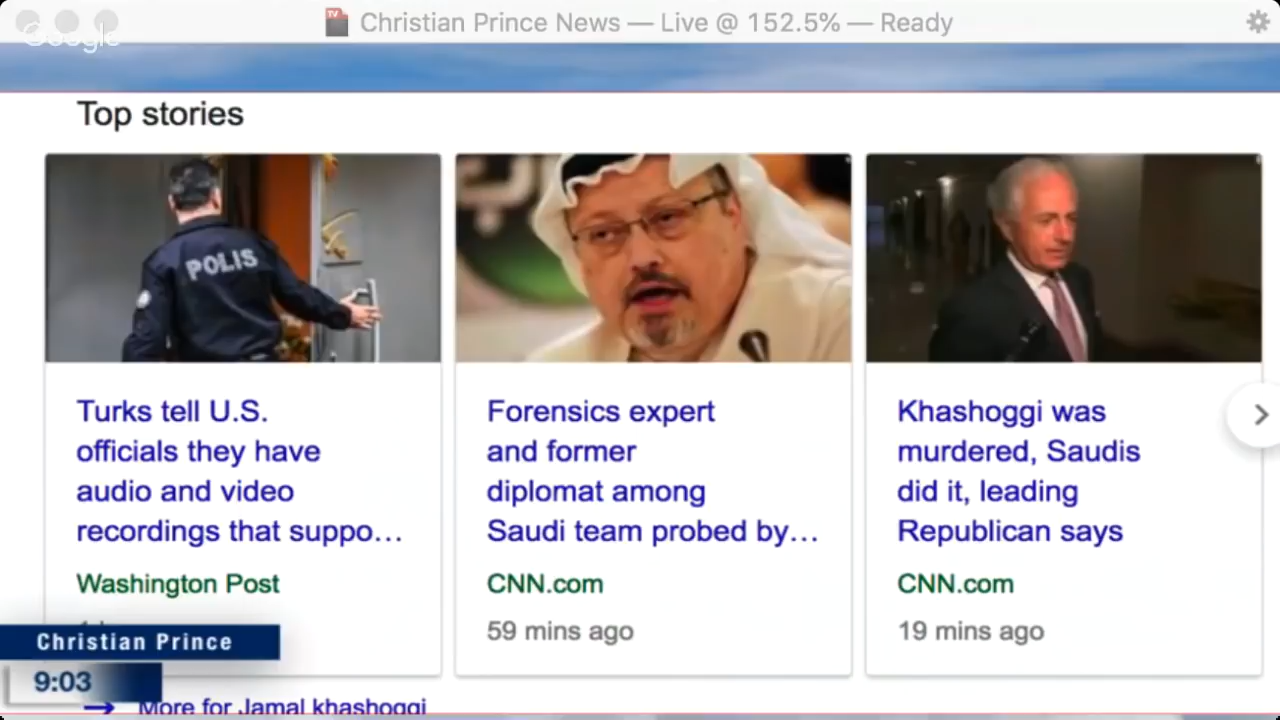 Christian Prince News — Live @ 152.5% — Ready
Google
Top stories
POLIS
Turks tell U.S.
officials they have
audio and video
recordings that suppo…
Washington Post
Forensics expert
and former
diplomat among
Saudi team probed by…
CNN.com
59 mins ago
Khashoggi was
murdered, Saudis
did it, leading
Republican says
CNN.com
19 mins ago
Christian Prince
9:03
More for Jamal khashoggi